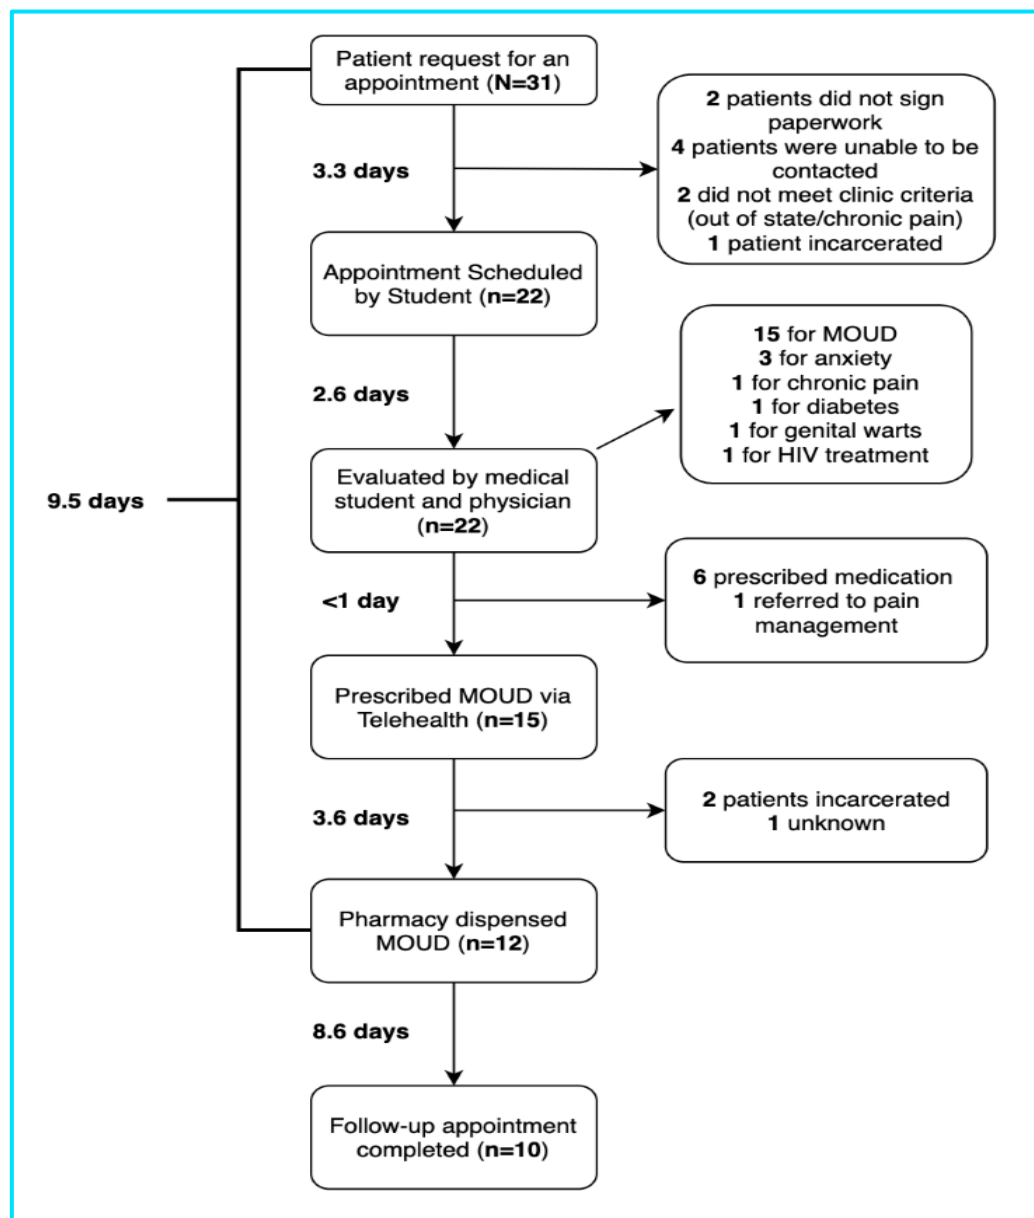 Patient request for an
appointment (N=31)
2 patients did not sign
paperwork
4 patients were unable to be
contacted
2 did not meet clinic criteria
(out of state/chronic pain)
1 patient incarcerated
3.3 days
Appointment Scheduled
by Student (n=22)
15 for MOUD
3 for anxiety
1 for chronic pain
1 for diabetes
1 for genital warts
1 for HIV treatment
2.6 days
Evaluated by medical
student and physician
(n=22)
9.5 days
6 prescribed medication
1 referred to pain
management
<1 day
Prescribed MOUD via
Telehealth (n=15)
2 patients incarcerated
1 unknown
3.6 days
Pharmacy dispensed
MOUD (n=12)
8.6 days
Follow-up appointment
completed (n=10)